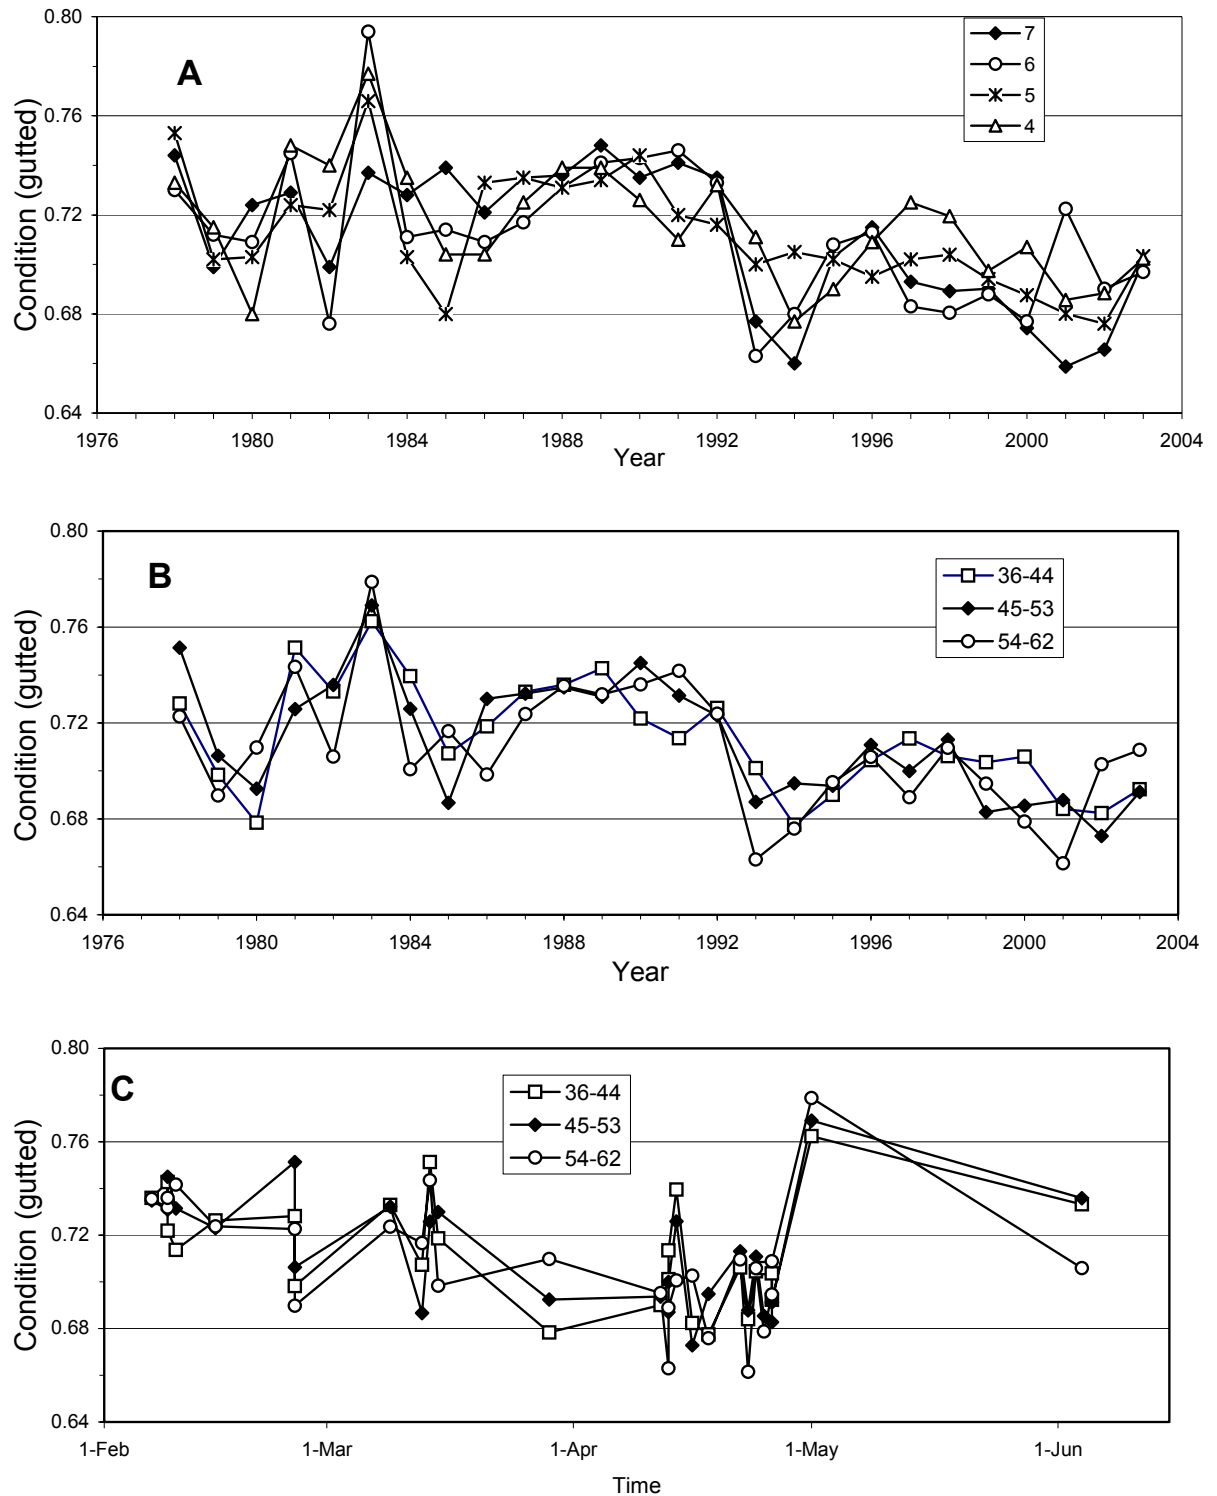 0.80
A
7
6
5
4
0.76
0.72
0.68
0.64
Condition (gutted)
1976 1980 1984 1988 1992 1996 2000 2004
Year
0.80
B
36-44
45-53
54-62
0.76
0.72
0.68
0.64
Condition (gutted)
1976 1980 1984 1988 1992 1996 2000 2004
Year
0.80
C
36-44
45-53
54-62
0.76
0.72
0.68
0.64
Condition (gutted)
1-Feb 1-Mar 1-Apr 1-May 1-Jun
Time